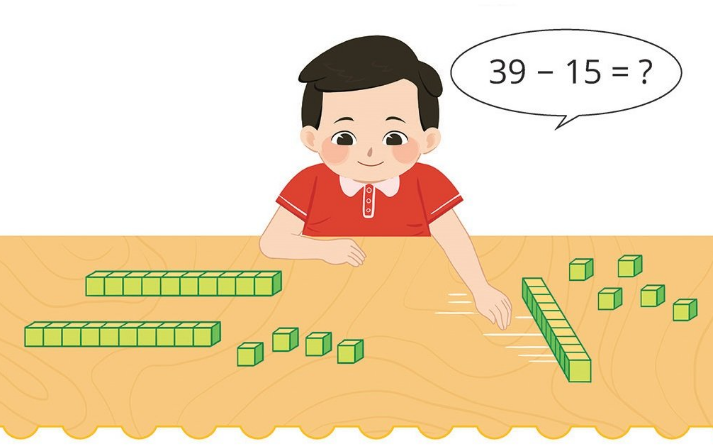 39 – 15 = ?